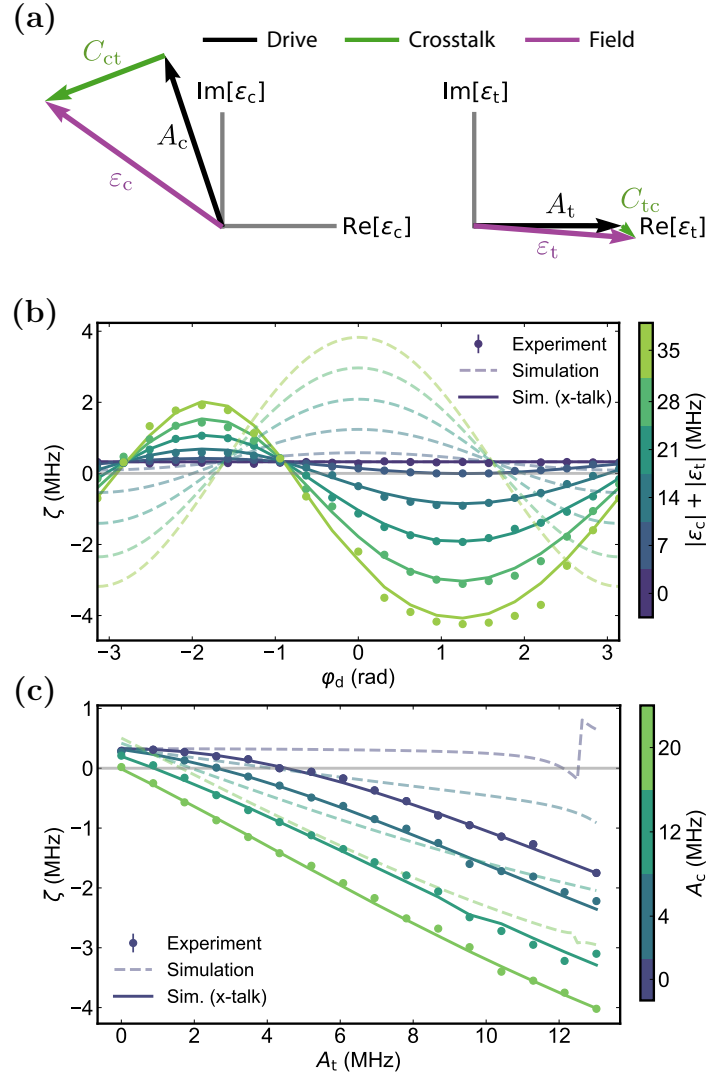 (a)
Drive Crosstalk Field
C_ct
Im[ε_c]
A_c
ε_c
Re[ε_c]
Im[ε_t]
A_t
C_tc
ε_t
Re[ε_t]
(b)
4
2
0
−2
−4
ζ (MHz)
Experiment
Simulation
Sim. (x-talk)
−3 −2 −1 0 1 2 3
φ_d (rad)
35
28
21
14
7
0
|ε_c| + |ε_t| (MHz)
(c)
1
0
−1
−2
−3
−4
ζ (MHz)
Experiment
Simulation
Sim. (x-talk)
0 2 4 6 8 10 12
A_t (MHz)
20
12
4
0
A_c (MHz)